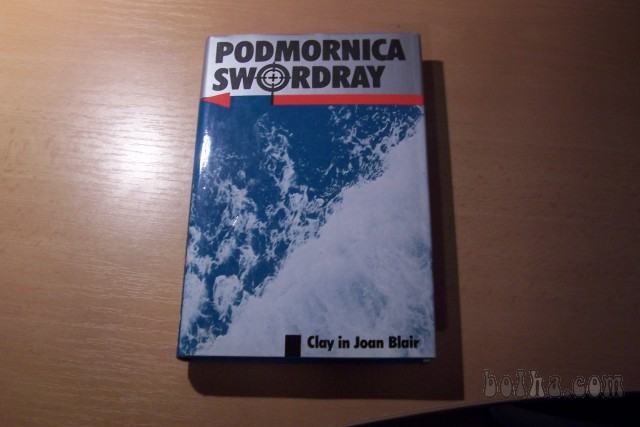 PODMORNICA
SWORDRAY
Clay in Joan Blair
bolha.com